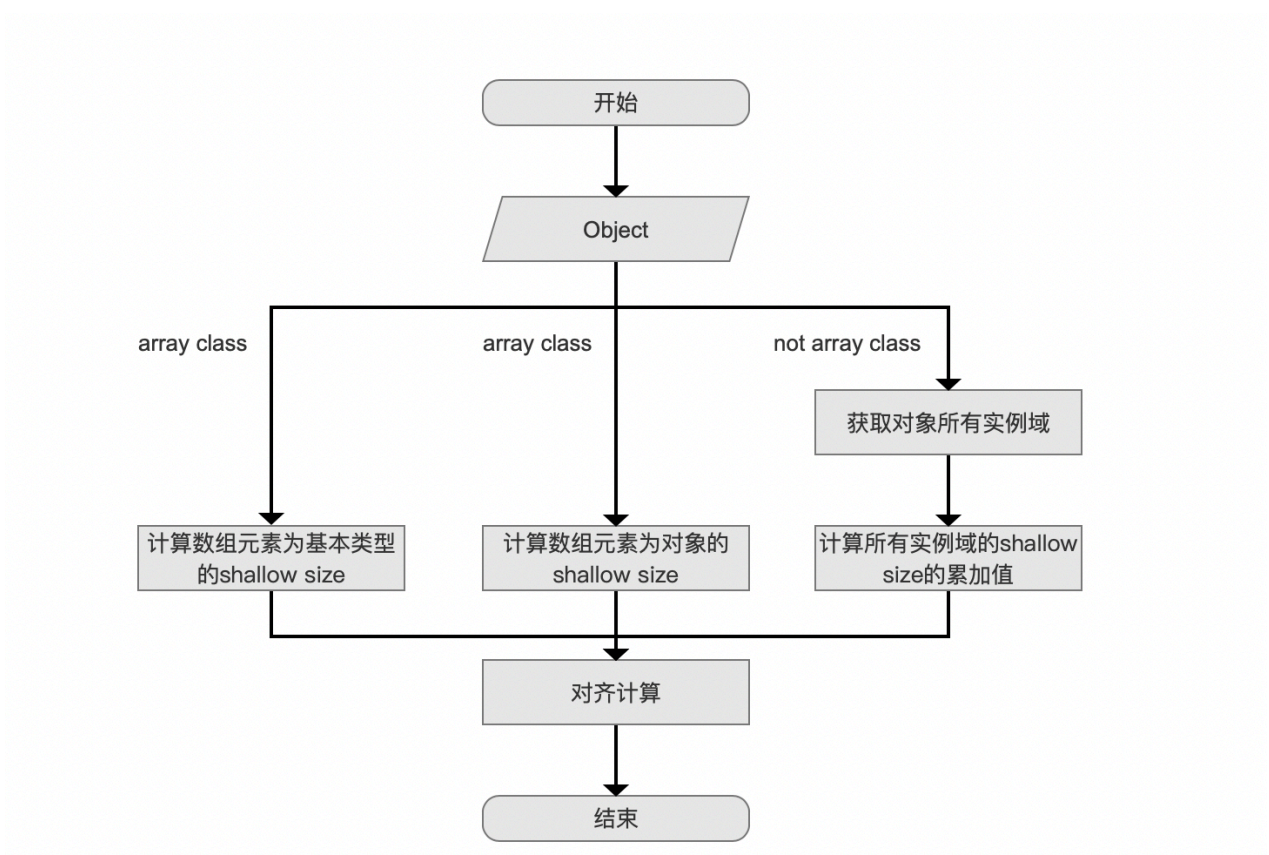 开始
Object
array class
array class
not array class
获取对象所有实例域
计算数组元素为基本类型
的shallow size
计算数组元素为对象的
shallow size
计算所有实例域的shallow
size的累加值
对齐计算
结束